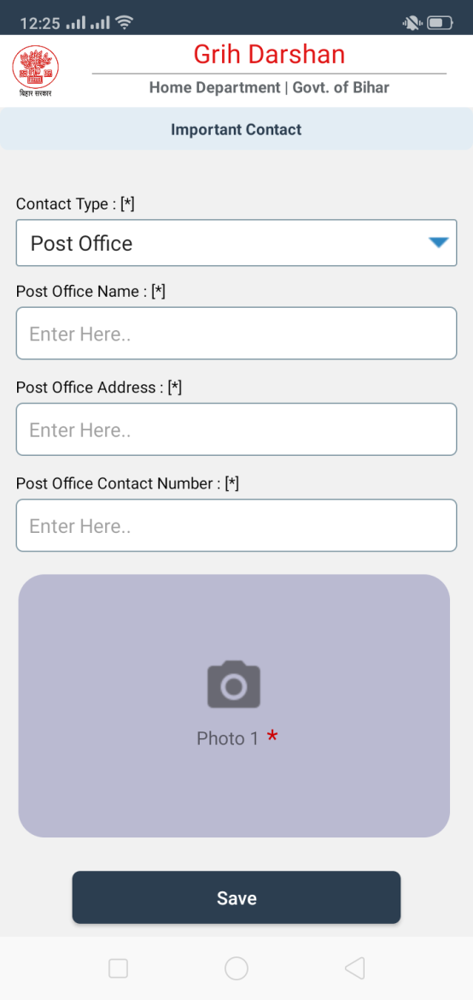 12:25
Grih Darshan
Home Department | Govt. of Bihar
बिहार सरकार
Important Contact
Contact Type : [*]
Post Office
Post Office Name : [*]
Enter Here..
Post Office Address : [*]
Enter Here..
Post Office Contact Number : [*]
Enter Here..
Photo 1 *
Save